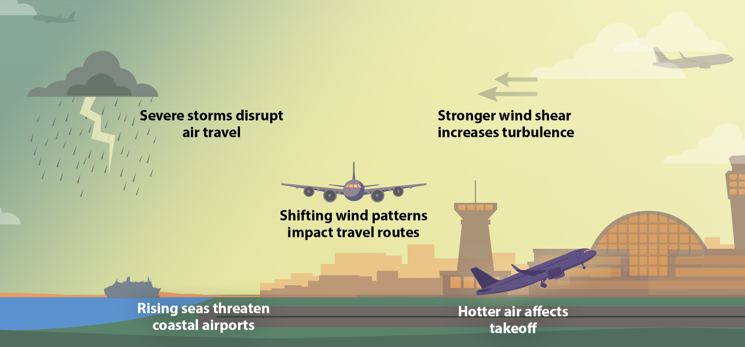 Severe storms disrupt
air travel
Stronger wind shear
increases turbulence
Shifting wind patterns
impact travel routes
Rising seas threaten
coastal airports
Hotter air affects
takeoff